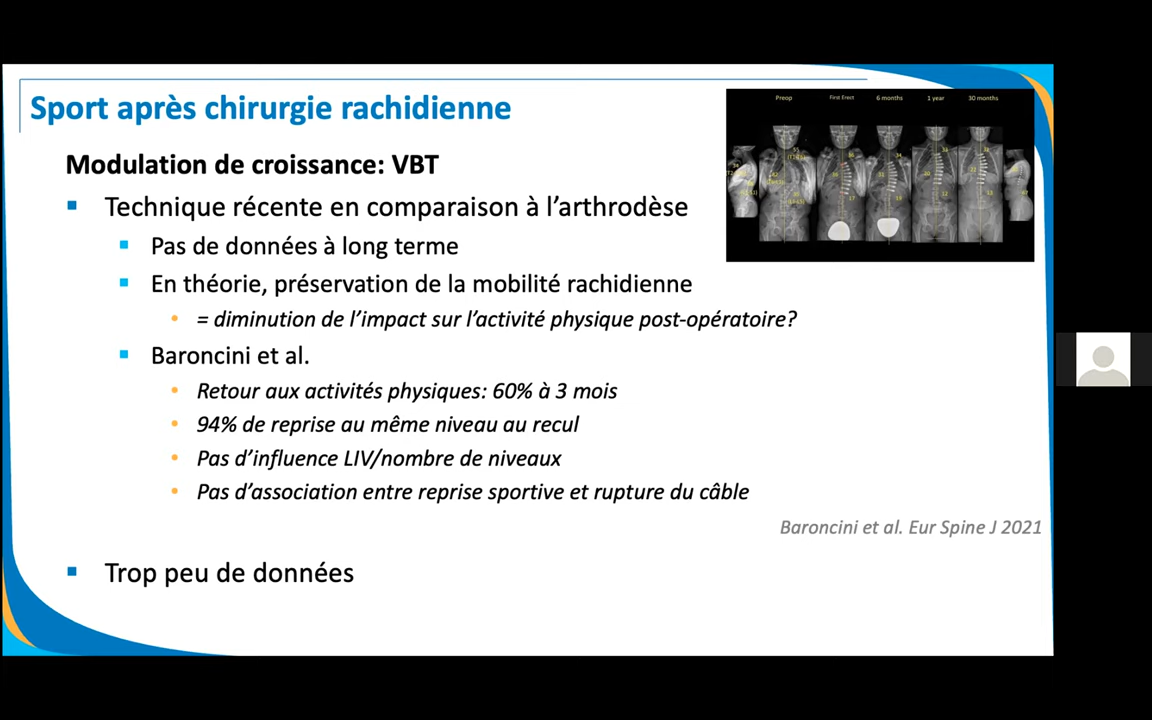 Sport après chirurgie rachidienne
Preop First Erect 6 months 1 year 30 months
Modulation de croissance: VBT
Technique récente en comparaison à l'arthrodèse
Pas de données à long terme
En théorie, préservation de la mobilité rachidienne
= diminution de l'impact sur l'activité physique post-opératoire?
Baroncini et al.
Retour aux activités physiques: 60% à 3 mois
94% de reprise au même niveau au recul
Pas d'influence LIV/nombre de niveaux
Pas d'association entre reprise sportive et rupture du câble
Baroncini et al. Eur Spine J 2021
Trop peu de données